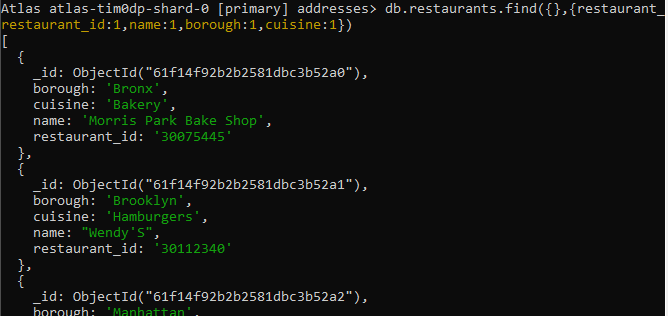 Atlas atlas-tim0dp-shard-0 [primary] addresses> db.restaurants.find({},{restaurant_
restaurant_id:1,name:1,borough:1,cuisine:1})
[
  {
    _id: ObjectId("61f14f92b2b2581dbc3b52a0"),
    borough: 'Bronx',
    cuisine: 'Bakery',
    name: 'Morris Park Bake Shop',
    restaurant_id: '30075445'
  },
  {
    _id: ObjectId("61f14f92b2b2581dbc3b52a1"),
    borough: 'Brooklyn',
    cuisine: 'Hamburgers',
    name: "Wendy'S",
    restaurant_id: '30112340'
  },
  {
    _id: ObjectId("61f14f92b2b2581dbc3b52a2"),
    borough: 'Manhattan',